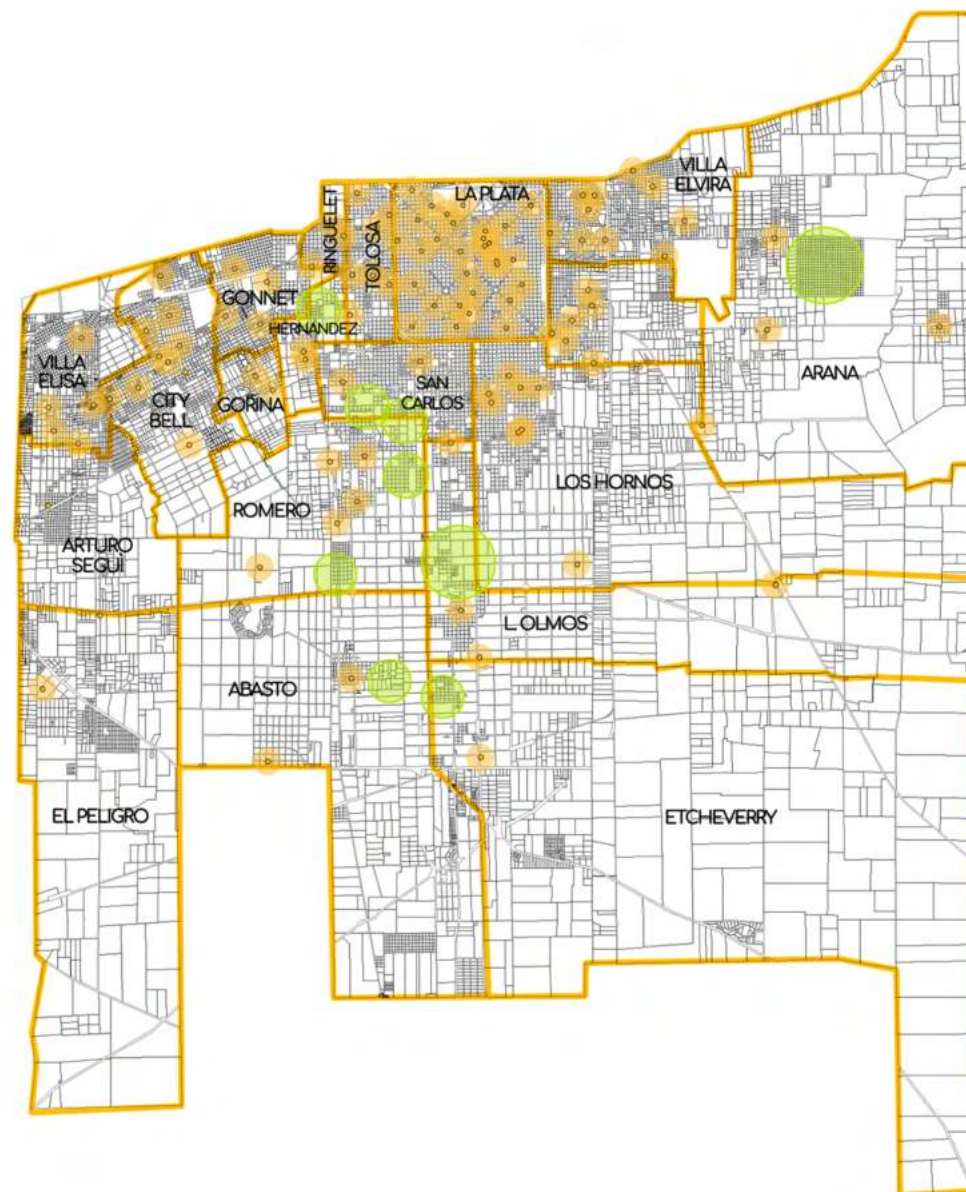 VILLA
ELVIRA
LA PLATA
RINGUELET
TOLOSA
GONNET
HERNANDEZ
VILLA
ELISA
CITY
BELL
GORINA
SAN
CARLOS
ARANA
LOS HORNOS
ROMERO
ARTURO
SEGUÌ
L. OLMOS
ABASTO
EL PELIGRO
ETCHEVERRY